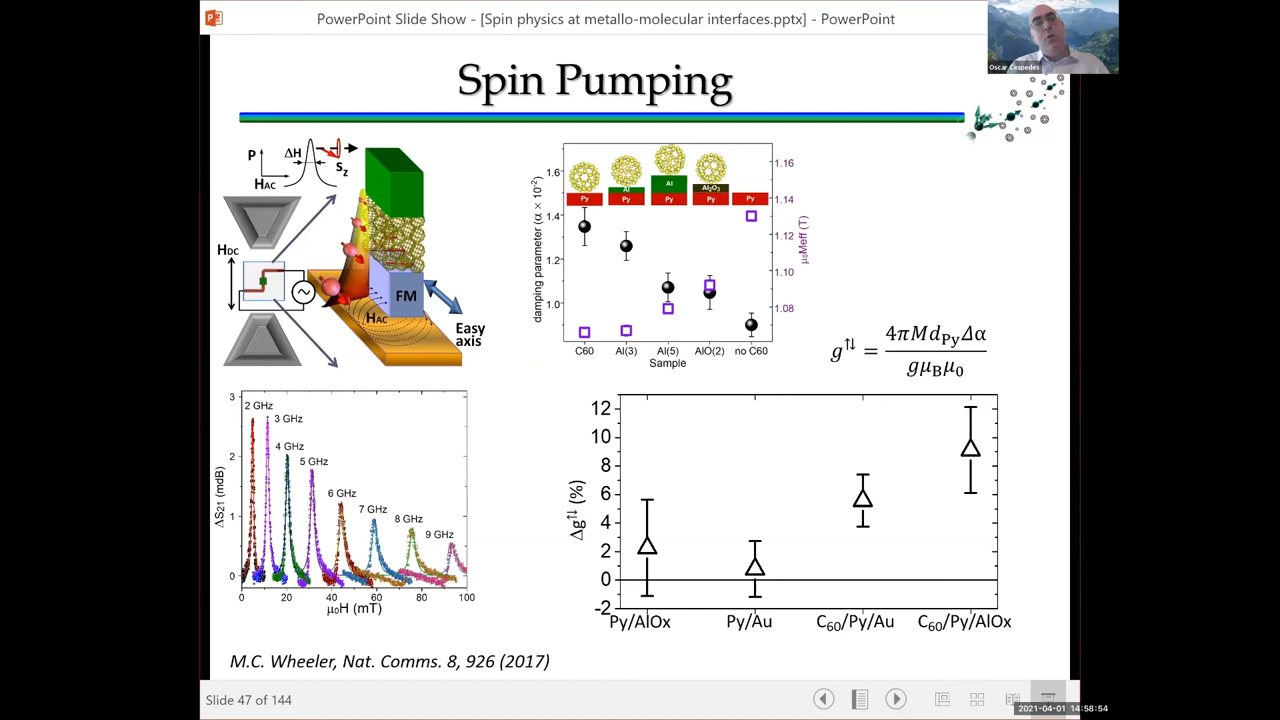 PowerPoint Slide Show - [Spin physics at metallo-molecular interfaces.pptx] - PowerPoint
Oscar Cespedes
Spin Pumping
P
ΔH
S_z
H_AC
H_DC
FM
H_AC
Easy
axis
damping parameter (α × 10⁻²)
1.6
1.4
1.2
1.0
Py
Al
Py
Al
Py
Al₂O₃
Py
Py
1.16
1.14
1.12
1.10
1.08
μ₀Meff (T)
C60 Al(3) Al(5) AlO(2) no C60
Sample
g^↑↓ = 4πMd_PyΔα / gμ_Bμ₀
ΔS₂₁ (mdB)
3
2
1
0
2 GHz
3 GHz
4 GHz
5 GHz
6 GHz
7 GHz
8 GHz
9 GHz
0 20 40 60 80 100
μ₀H (mT)
Δg^↑↓ (%)
12
10
8
6
4
2
0
-2
Py/AlOx Py/Au C₆₀/Py/Au C₆₀/Py/AlOx
M.C. Wheeler, Nat. Comms. 8, 926 (2017)
Slide 47 of 144
2021-04-01 14:58:54